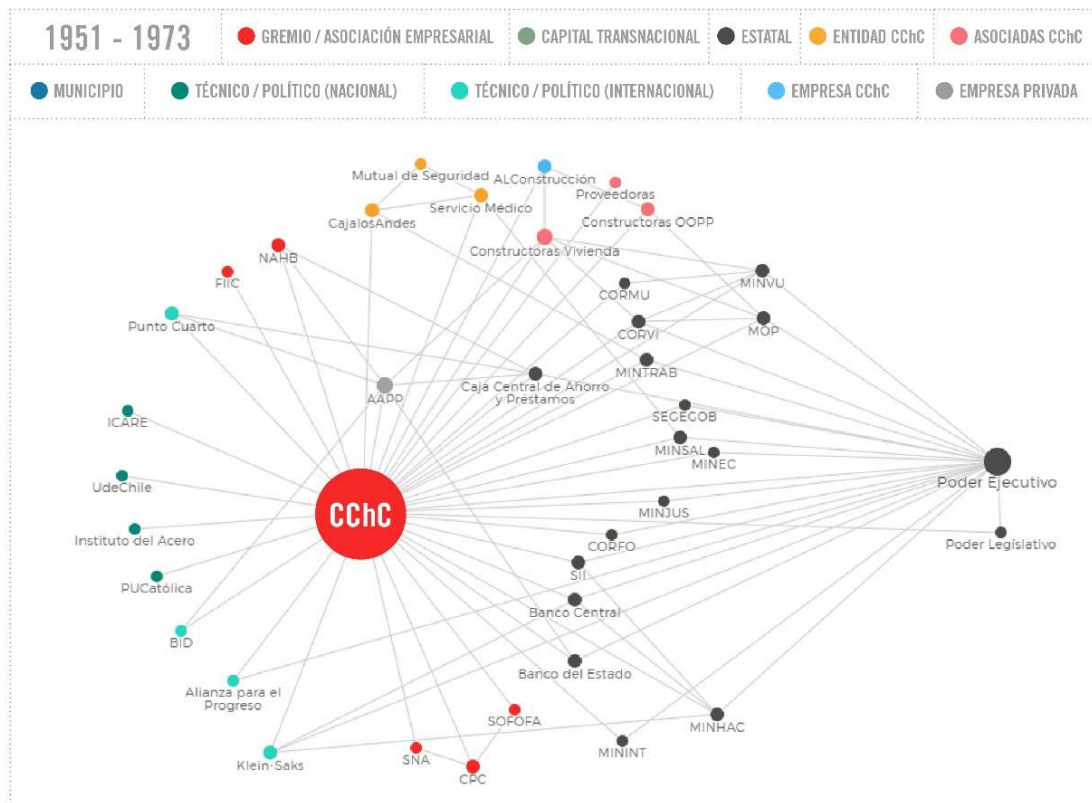 1951 - 1973
GREMIO / ASOCIACIÓN EMPRESARIAL
CAPITAL TRANSNACIONAL
ESTATAL
ENTIDAD CChC
ASOCIADAS CChC
MUNICIPIO
TÉCNICO / POLÍTICO (NACIONAL)
TÉCNICO / POLÍTICO (INTERNACIONAL)
EMPRESA CChC
EMPRESA PRIVADA
Mutual de Seguridad
ALConstrucción
Proveedoras
Servicio Médico
CajalosAndes
Constructoras OOPP
Constructoras Vivienda
NAHB
FIIC
CORMU
MINVU
Punto Cuarto
CORVI
MOP
MINTRAB
AAPP
Caja Central de Ahorro
y Préstamos
ICARE
SEGEGOB
MINSAL
MINEC
Poder Ejecutivo
UdeChile
CChC
MINJUS
Instituto del Acero
CORFO
Poder Legislativo
SII
PUCatólica
Banco Central
BID
Banco del Estado
Alianza para el
Progreso
SOFOFA
MINHAC
MININT
Klein-Saks
SNA
CPC